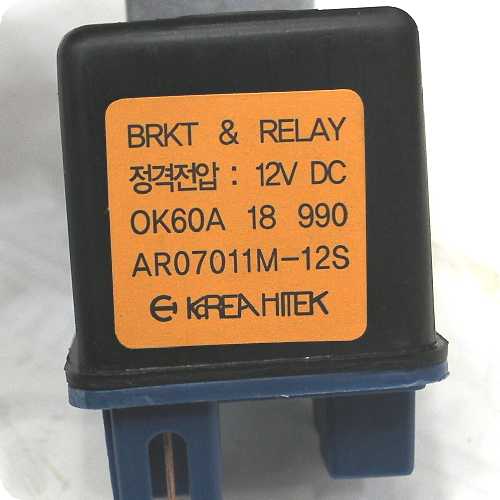 BRKT & RELAY
정격전압 : 12V DC
OK60A 18 990
AR07011M-12S
KOREA HITEK